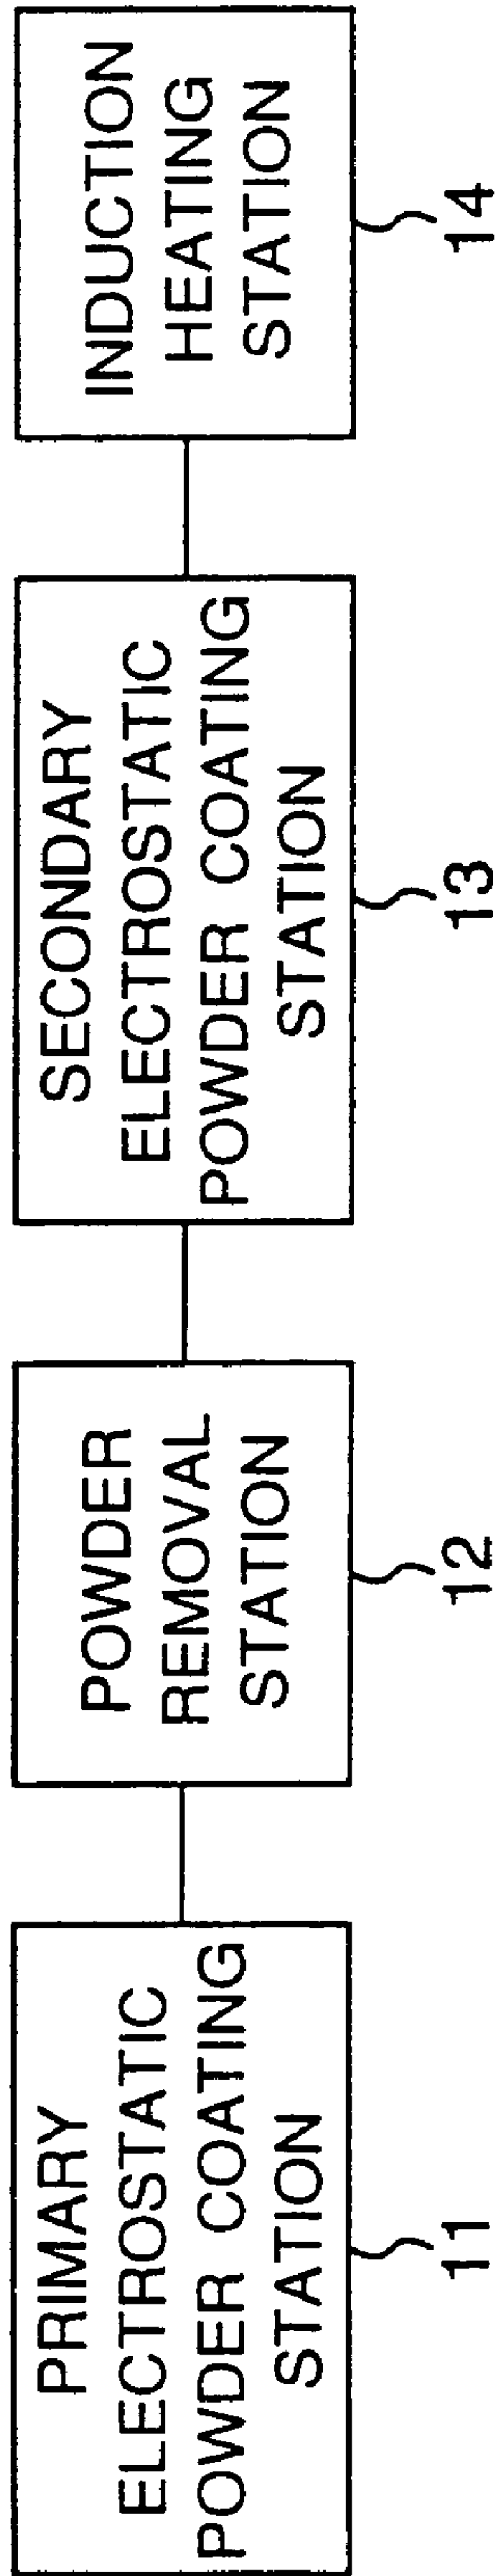 PRIMARY
ELECTROSTATIC
POWDER COATING
STATION
11
POWDER
REMOVAL
STATION
12
SECONDARY
ELECTROSTATIC
POWDER COATING
STATION
13
INDUCTION
HEATING
STATION
14